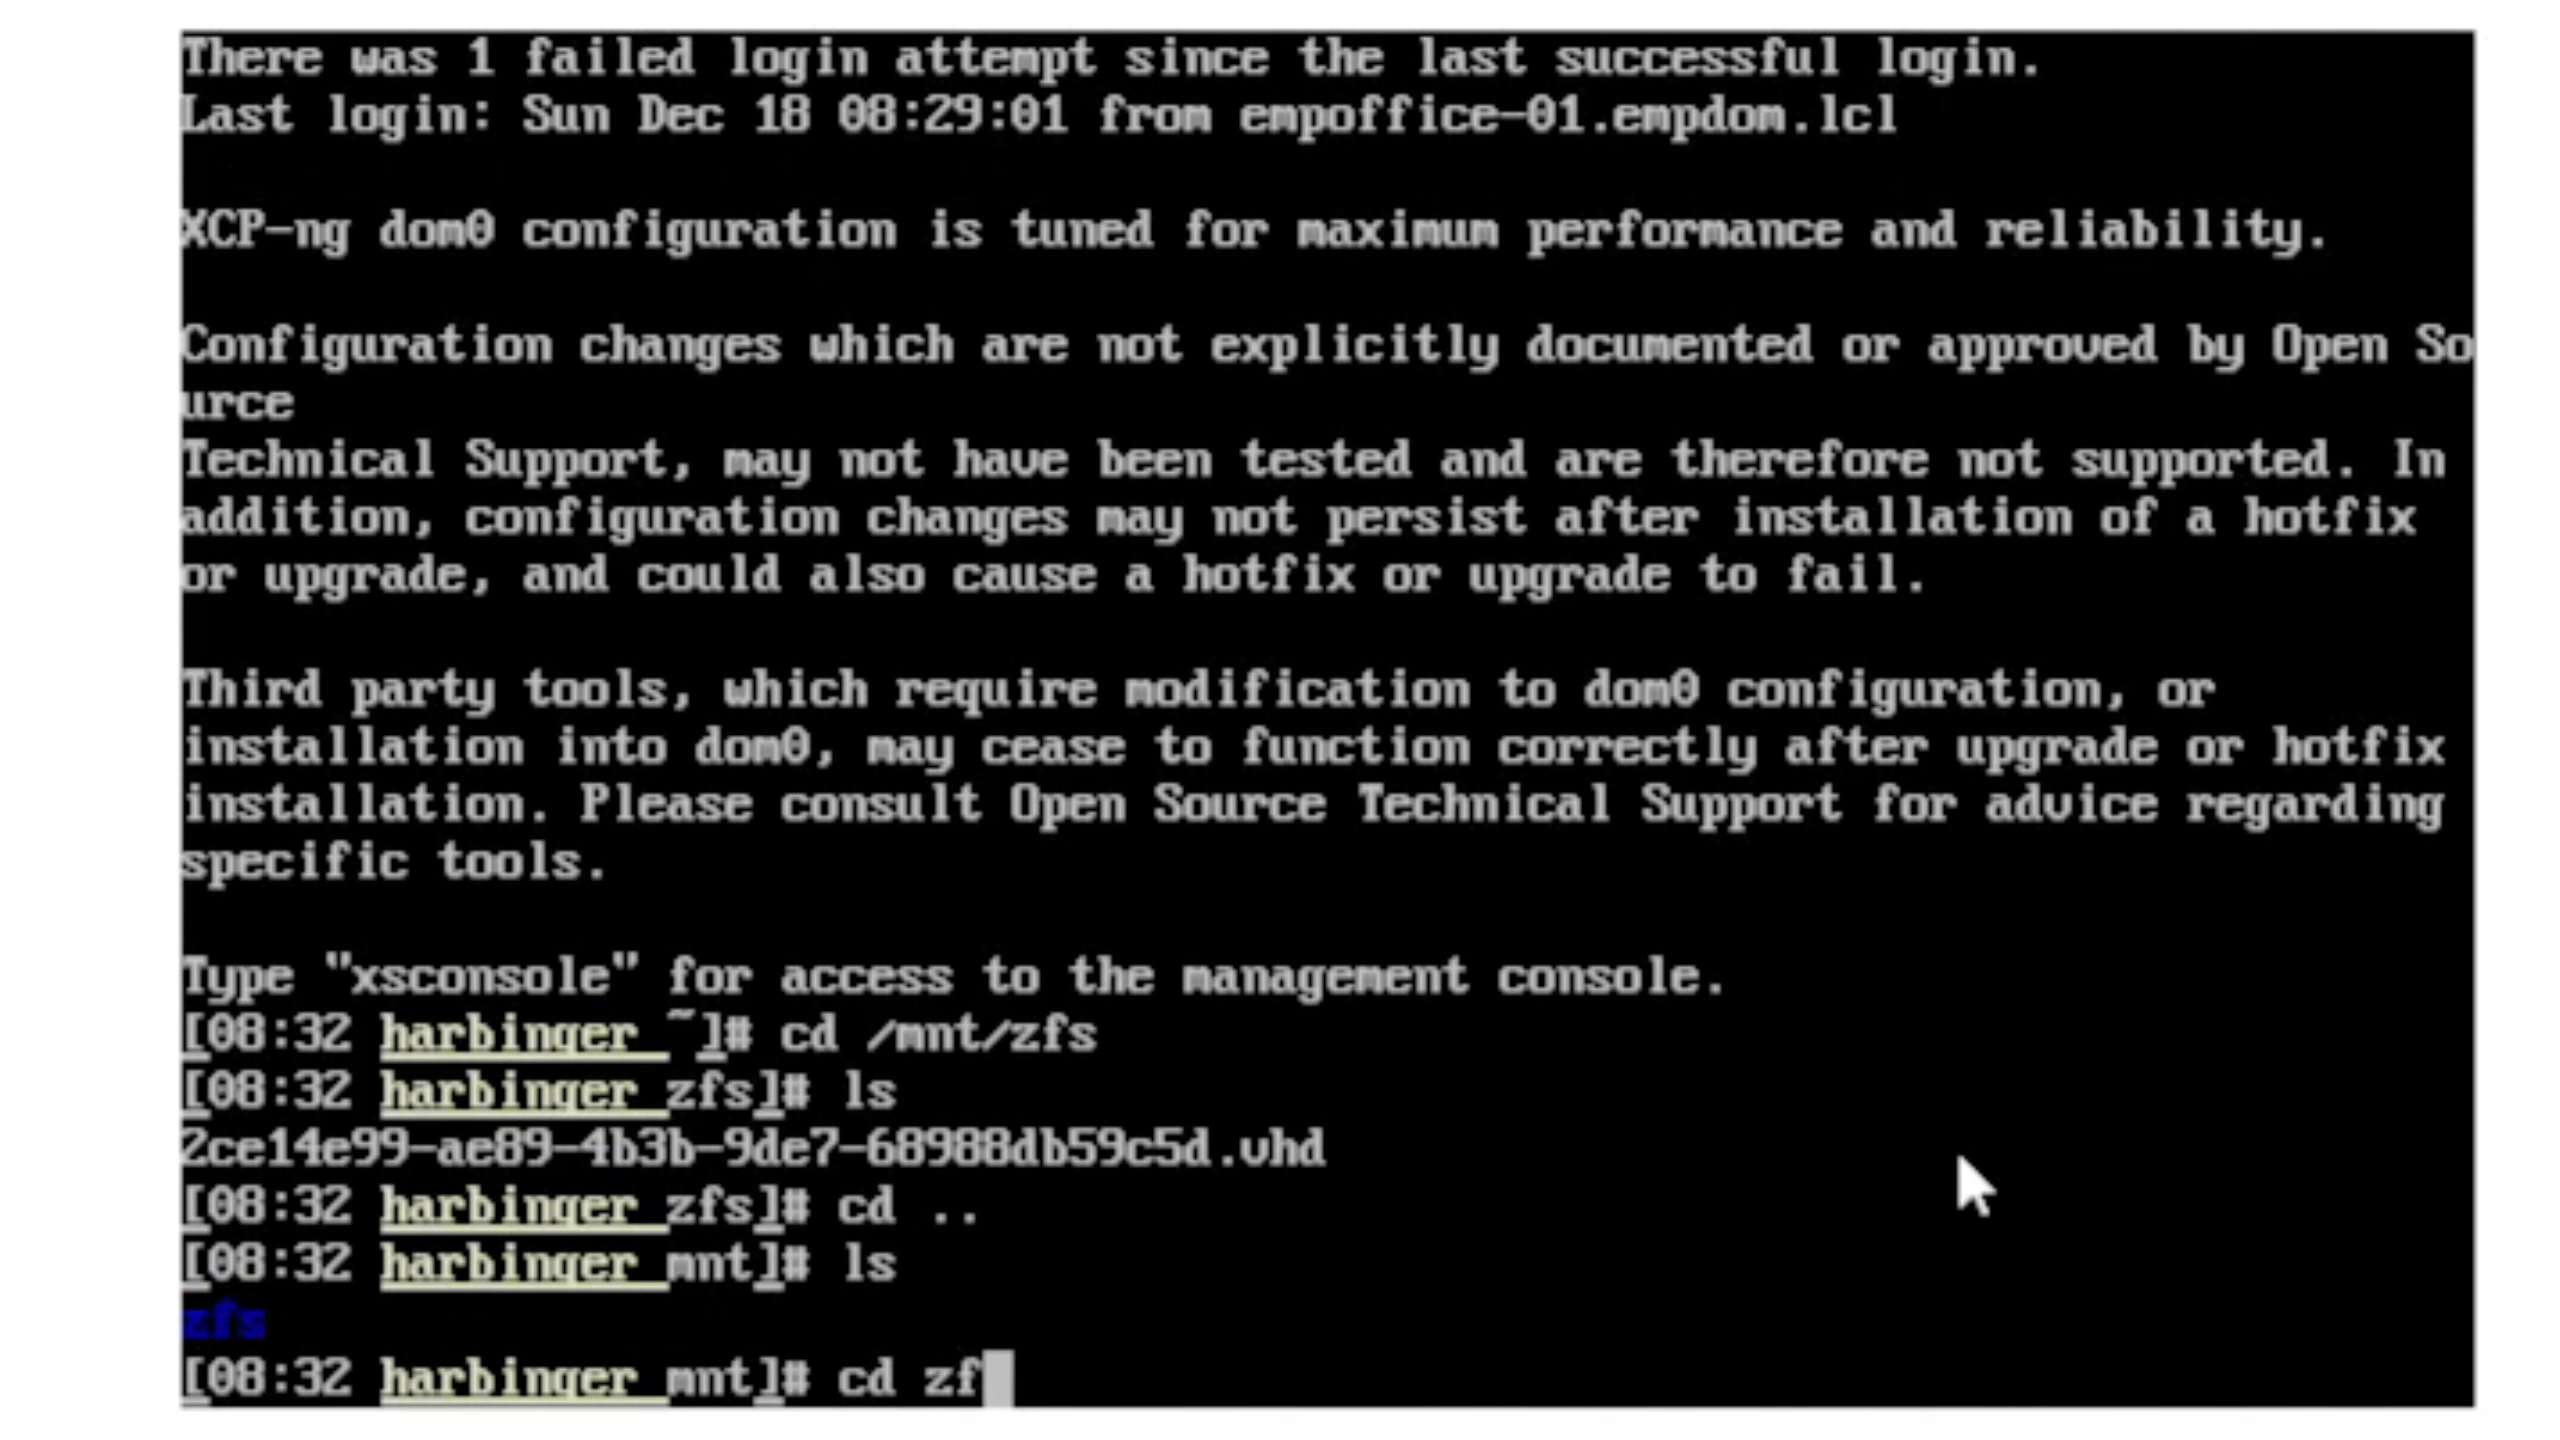 There was 1 failed login attempt since the last successful login.
Last login: Sun Dec 18 08:29:01 from empoffice-01.empdom.lcl
XCP-ng dom0 configuration is tuned for maximum performance and reliability.
Configuration changes which are not explicitly documented or approved by Open So
urce
Technical Support, may not have been tested and are therefore not supported. In
addition, configuration changes may not persist after installation of a hotfix
or upgrade, and could also cause a hotfix or upgrade to fail.
Third party tools, which require modification to dom0 configuration, or
installation into dom0, may cease to function correctly after upgrade or hotfix
installation. Please consult Open Source Technical Support for advice regarding
specific tools.
Type "xsconsole" for access to the management console.
[08:32 harbinger ~]# cd /mnt/zfs
[08:32 harbinger zfs]# ls
2ce14e99-ae89-4b3b-9de7-68988db59c5d.vhd
[08:32 harbinger zfs]# cd ..
[08:32 harbinger mnt]# ls
zfs
[08:32 harbinger mnt]# cd zf